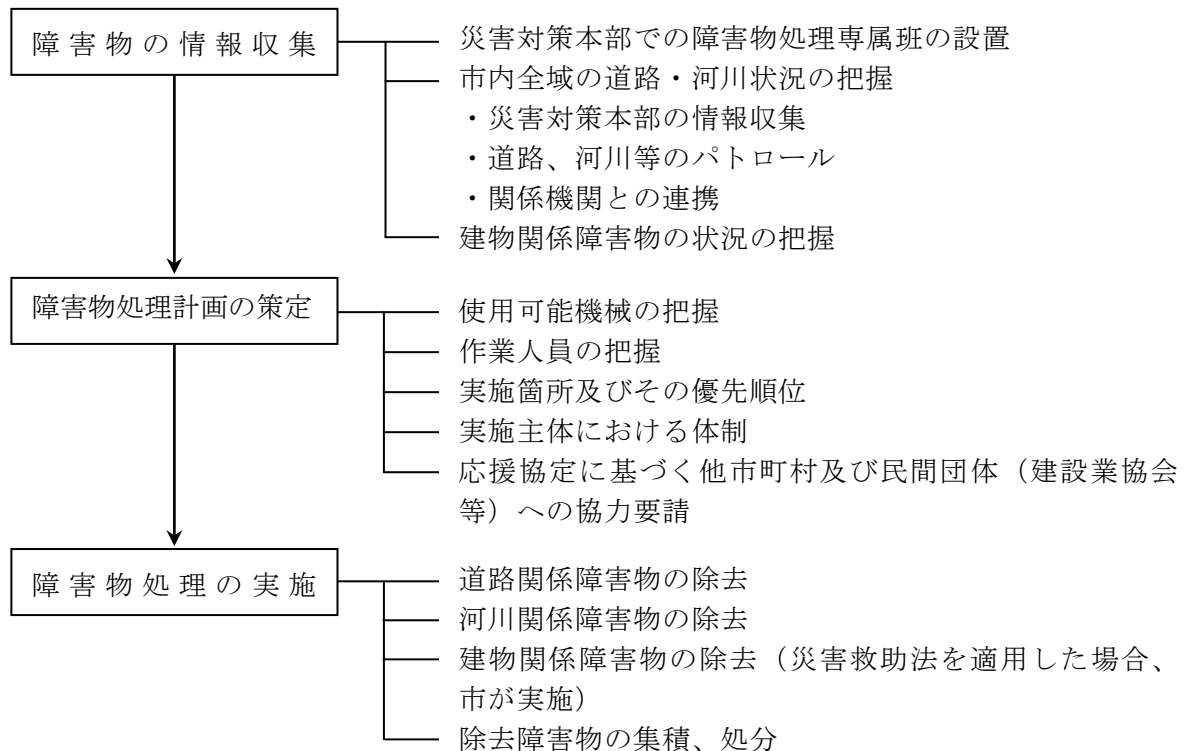 障害物の情報収集
災害対策本部での障害物処理専属班の設置
市内全域の道路・河川状況の把握
・災害対策本部の情報収集
・道路、河川等のパトロール
・関係機関との連携
建物関係障害物の状況の把握
障害物処理計画の策定
使用可能機械の把握
作業人員の把握
実施箇所及びその優先順位
実施主体における体制
応援協定に基づく他市町村及び民間団体（建設業協会
等）への協力要請
障害物処理の実施
道路関係障害物の除去
河川関係障害物の除去
建物関係障害物の除去（災害救助法を適用した場合、
市が実施）
除去障害物の集積、処分